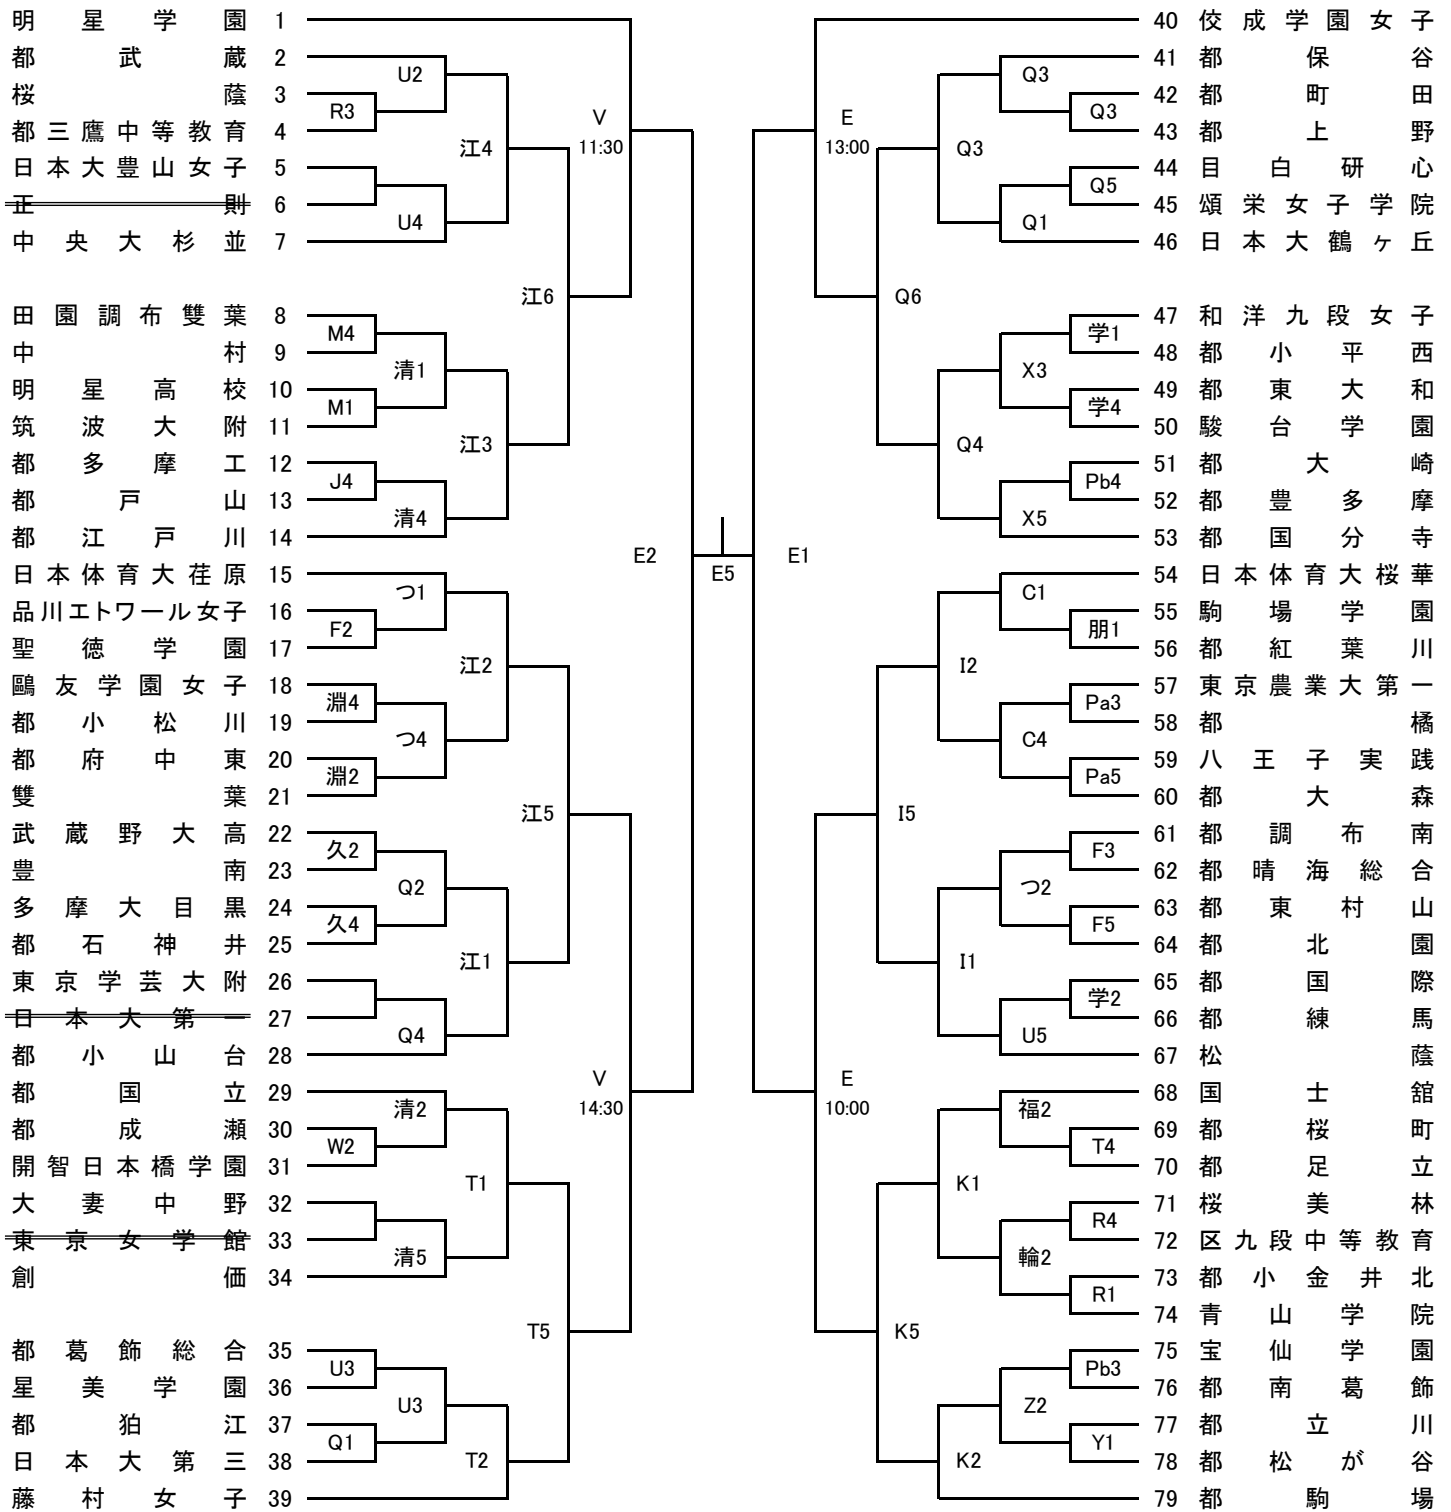 明星学園 1
都武蔵 2
U2
桜蔭 3
R3
都三鷹中等教育 4
V
11:30
江4
日本大豊山女子 5
正則 6
U4
中央大杉並 7
江6
田園調布雙葉 8
M4
中村 9
清1
明星高校 10
M1
筑波大附 11
江3
都多摩工 12
J4
都戸山 13
清4
都江戸川 14
E2
日本体育大荏原 15
つ1
品川エトワール女子 16
F2
聖徳学園 17
江2
鷗友学園女子 18
淵4
都小松川 19
つ4
都府中東 20
淵2
雙葉 21
江5
武蔵野大高 22
久2
豊南 23
Q2
多摩大目黒 24
久4
都石神井 25
江1
東京学芸大附 26
日本大第一 27
Q4
都小山台 28
V
14:30
都国立 29
清2
都成瀬 30
W2
開智日本橋学園 31
T1
大妻中野 32
東京女学館 33
清5
創価 34
T5
都葛飾総合 35
U3
星美学園 36
U3
都狛江 37
Q1
日本大第三 38
T2
藤村女子 39
E5
40 佼成学園女子
41 都保谷
Q3
42 都町田
Q3
43 都上野
E
13:00
Q3
44 目白研心
Q5
45 頌栄女子学院
Q1
46 日本大鶴ヶ丘
Q6
47 和洋九段女子
学1
48 都小平西
X3
49 都東大和
学4
50 駿台学園
Q4
51 都大崎
Pb4
52 都豊多摩
X5
53 都国分寺
E1
54 日本体育大桜華
C1
55 駒場学園
朋1
56 都紅葉川
I2
57 東京農業大第一
Pa3
58 都橘
C4
59 八王子実践
Pa5
60 都大森
I5
61 都調布南
F3
62 都晴海総合
つ2
63 都東村山
F5
64 都北園
I1
65 都国際
学2
66 都練馬
U5
67 松蔭
E
10:00
68 国士舘
福2
69 都桜町
T4
70 都足立
K1
71 桜美林
R4
72 区九段中等教育
輪2
73 都小金井北
R1
74 青山学院
K5
75 宝仙学園
Pb3
76 都南葛飾
Z2
77 都立川
Y1
78 都松が谷
K2
79 都駒場